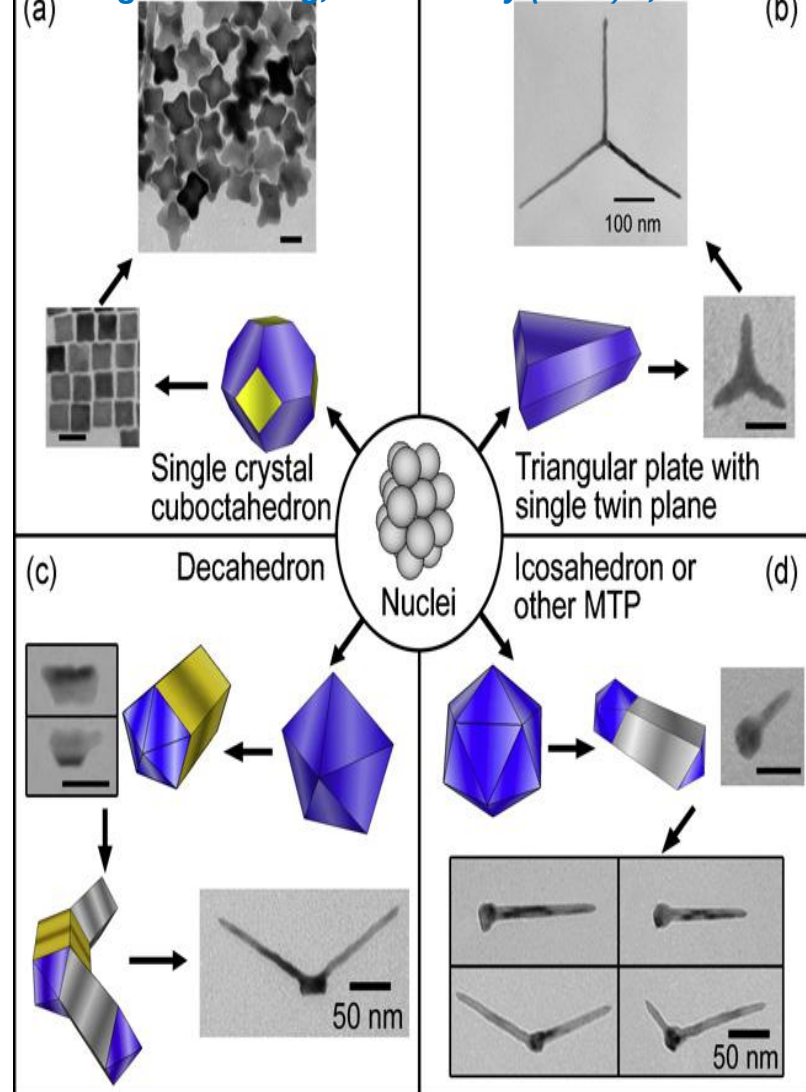 (a)
(b)
100 nm
Single crystal
cuboctahedron
Triangular plate with
single twin plane
Nuclei
(c)
Decahedron
Icosahedron or
other MTP
(d)
50 nm
50 nm